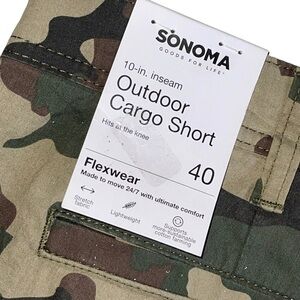 SONOMA
GOODS FOR LIFE™
10-in. inseam
Outdoor
Cargo Short
Hits at the knee
40
Flexwear
Made to move 24/7 with ultimate comfort
Stretch
fabric
Lightweight
Supports
more-sustainable
cotton farming